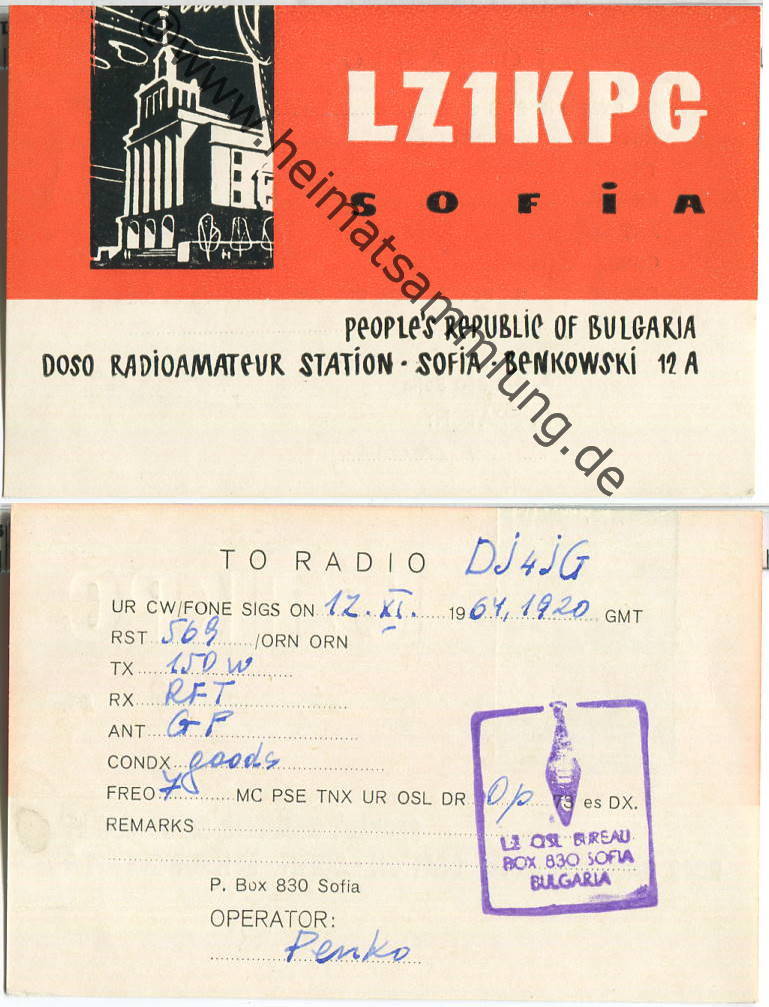 LZ1KPG
SOFiA
PEOPLE'S REPUBLIC OF BULGARIA
DOSO RADIOAMATEUR STATION · SOFIA · BENKOWSKI 12 A
© www.heimatsammlung.de
TO RADIO DJ4JG
UR CW/FONE SIGS ON 12. XI. 1964, 1920 GMT
RST 569 /ORN ORN
TX 150 W
RX RFT
ANT GP
CONDX goods
FREO 7 MC PSE TNX UR OSL DR Op 73 es DX.
REMARKS
LZ QSL BUREAU
BOX 830 SOFIA
BULGARIA
P. Box 830 Sofia
OPERATOR:
Penko